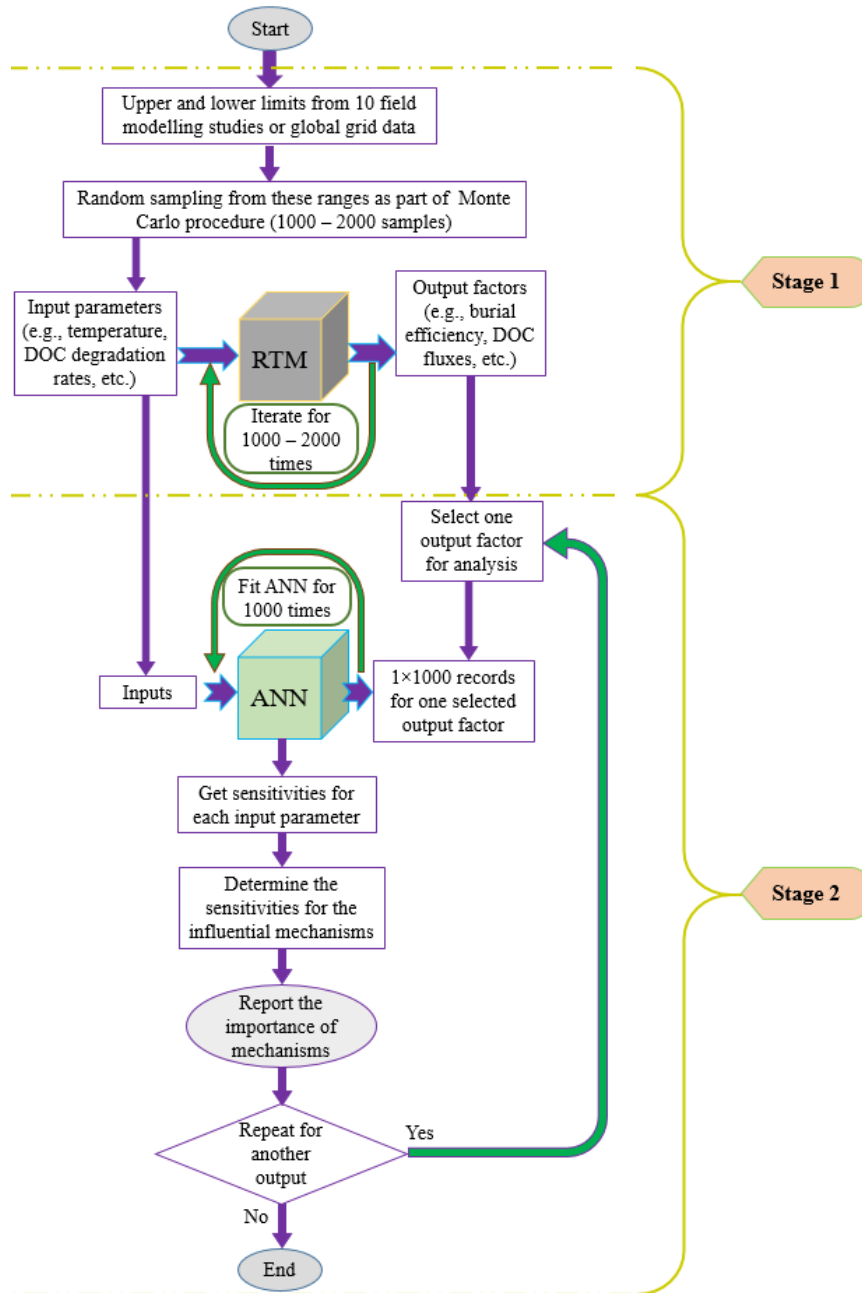 Start
Upper and lower limits from 10 field
modelling studies or global grid data
Random sampling from these ranges as part of Monte
Carlo procedure (1000 – 2000 samples)
Input parameters
(e.g., temperature,
DOC degradation
rates, etc.)
RTM
Output factors
(e.g., burial
efficiency, DOC
fluxes, etc.)
Stage 1
Iterate for
1000 – 2000
times
Select one
output factor
for analysis
Fit ANN for
1000 times
Inputs
ANN
1×1000 records
for one selected
output factor
Get sensitivities for
each input parameter
Determine the
sensitivities for the
influential mechanisms
Stage 2
Report the
importance of
mechanisms
Repeat for
another
output
Yes
No
End